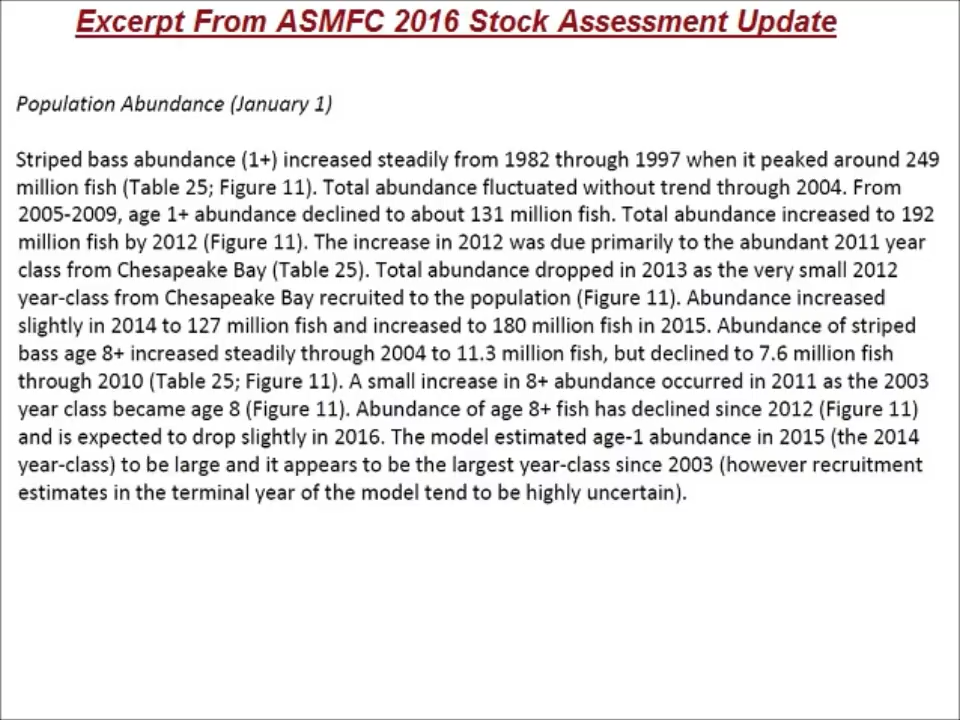 Excerpt From ASMFC 2016 Stock Assessment Update
Population Abundance (January 1)
Striped bass abundance (1+) increased steadily from 1982 through 1997 when it peaked around 249
million fish (Table 25; Figure 11). Total abundance fluctuated without trend through 2004. From
2005-2009, age 1+ abundance declined to about 131 million fish. Total abundance increased to 192
million fish by 2012 (Figure 11). The increase in 2012 was due primarily to the abundant 2011 year
class from Chesapeake Bay (Table 25). Total abundance dropped in 2013 as the very small 2012
year-class from Chesapeake Bay recruited to the population (Figure 11). Abundance increased
slightly in 2014 to 127 million fish and increased to 180 million fish in 2015. Abundance of striped
bass age 8+ increased steadily through 2004 to 11.3 million fish, but declined to 7.6 million fish
through 2010 (Table 25; Figure 11). A small increase in 8+ abundance occurred in 2011 as the 2003
year class became age 8 (Figure 11). Abundance of age 8+ fish has declined since 2012 (Figure 11)
and is expected to drop slightly in 2016. The model estimated age-1 abundance in 2015 (the 2014
year-class) to be large and it appears to be the largest year-class since 2003 (however recruitment
estimates in the terminal year of the model tend to be highly uncertain).